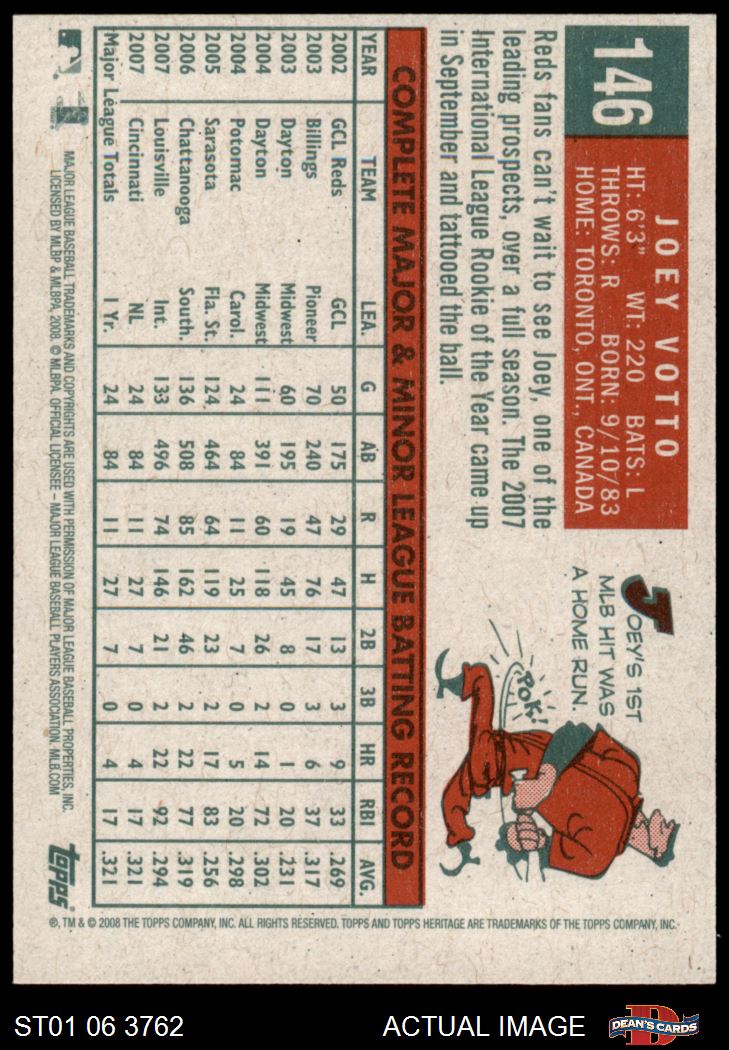 146
JOEY VOTTO
HT: 6'3" WT: 220 BATS: L
THROWS: R BORN: 9/10/83
HOME: TORONTO, ONT., CANADA
Reds fans can't wait to see Joey, one of the
leading prospects, over a full season. The 2007
International League Rookie of the Year came up
in September and tattooed the ball.
JOEY'S 1ST
MLB HIT WAS
A HOME RUN.
POK!
COMPLETE MAJOR & MINOR LEAGUE BATTING RECORD
YEAR TEAM LEA. G AB R H 2B 3B HR RBI AVG.
2002 GCL Reds GCL 50 175 29 47 13 3 9 33 .269
2003 Billings Pioneer 70 240 47 76 17 3 6 37 .317
2003 Dayton Midwest 60 195 19 45 8 0 1 20 .231
2004 Dayton Midwest 111 391 60 118 26 2 14 72 .302
2004 Potomac Carol. 24 84 11 25 7 0 5 20 .298
2005 Sarasota Fla. St. 124 464 64 119 23 2 17 83 .256
2006 Chattanooga South. 136 508 85 162 46 2 22 77 .319
2007 Louisville Int. 133 496 74 146 21 2 22 92 .294
2007 Cincinnati NL 24 84 11 27 7 0 4 17 .321
Major League Totals 1 Yr. 24 84 11 27 7 0 4 17 .321
MAJOR LEAGUE BASEBALL TRADEMARKS AND COPYRIGHTS ARE USED WITH PERMISSION OF MAJOR LEAGUE BASEBALL PROPERTIES, INC.
LICENSED BY MLBP & MLBPA, 2008. © MLBPA. OFFICIAL LICENSEE – MAJOR LEAGUE BASEBALL PLAYERS ASSOCIATION. MLB.COM
topps
®, TM & © 2008 THE TOPPS COMPANY, INC. ALL RIGHTS RESERVED. TOPPS AND TOPPS HERITAGE ARE TRADEMARKS OF THE TOPPS COMPANY, INC.
ST01 06 3762
ACTUAL IMAGE
DEAN'S CARDS